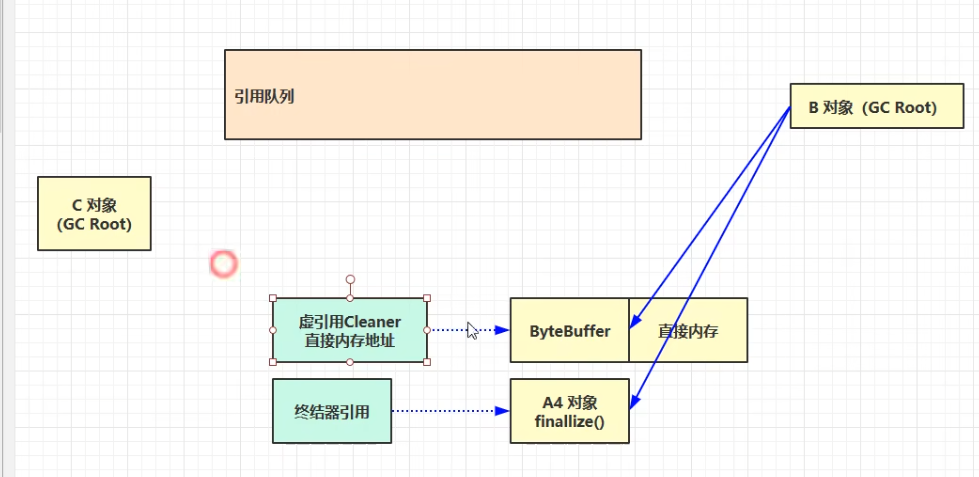 引用队列
B 对象（GC Root）
C 对象
(GC Root)
虚引用Cleaner
直接内存地址
ByteBuffer
直接内存
终结器引用
A4 对象
finallize()